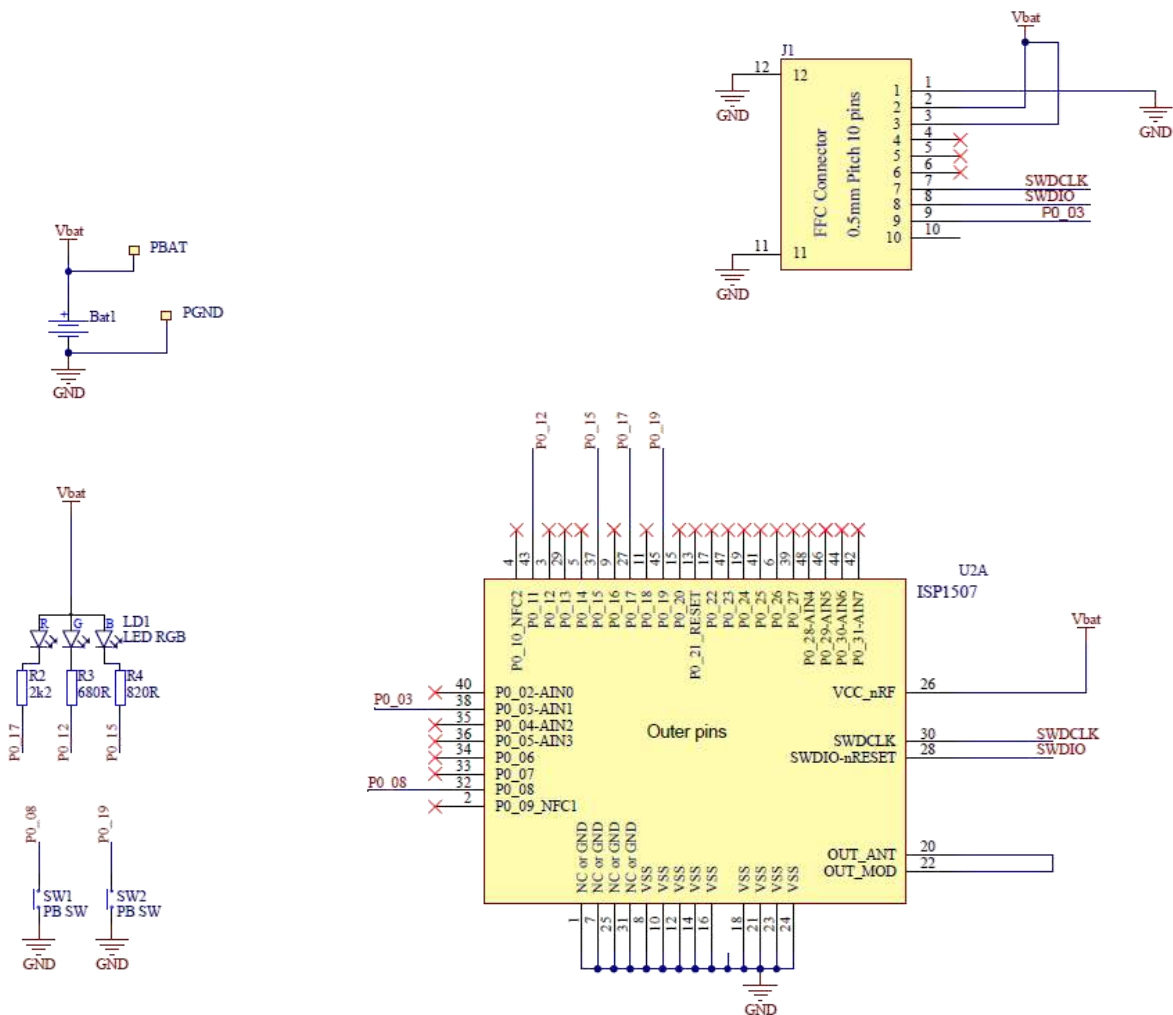 Vbat
J1
12
12
GND
FFC Connector
0.5mm Pitch 10 pins
1
1
2
2
3
3
4
4
5
5
6
6
7
7
SWDCLK
8
8
SWDIO
9
9
P0_03
10
10
GND
11
11
GND
Vbat
PBAT
+
Bat1
PGND
GND
P0_12
P0_15
P0_17
P0_19
4
43
3
29
5
37
9
27
11
45
15
13
17
47
19
41
6
39
48
46
44
42
U2A
ISP1507
P0_10_NFC2
P0_11
P0_12
P0_13
P0_14
P0_15
P0_16
P0_17
P0_18
P0_19
P0_20
P0_21_RESET
P0_22
P0_23
P0_24
P0_25
P0_26
P0_27
P0_28-AIN4
P0_29-AIN5
P0_30-AIN6
P0_31-AIN7
40
P0_02-AIN0
P0_03
38
P0_03-AIN1
35
P0_04-AIN2
36
P0_05-AIN3
34
P0_06
33
P0_07
P0_08
32
P0_08
2
P0_09_NFC1
Outer pins
VCC_nRF
26
Vbat
SWDCLK
30
SWDCLK
SWDIO-nRESET
28
SWDIO
OUT_ANT
20
OUT_MOD
22
NC or GND
NC or GND
NC or GND
NC or GND
VSS
VSS
VSS
VSS
VSS
VSS
VSS
VSS
VSS
1
7
25
31
8
10
12
14
16
18
21
23
24
GND
Vbat
R
G
B
LD1
LED RGB
R2
2k2
R3
680R
R4
820R
P0_17
P0_12
P0_15
P0_08
P0_19
SW1
PB SW
SW2
PB SW
GND
GND